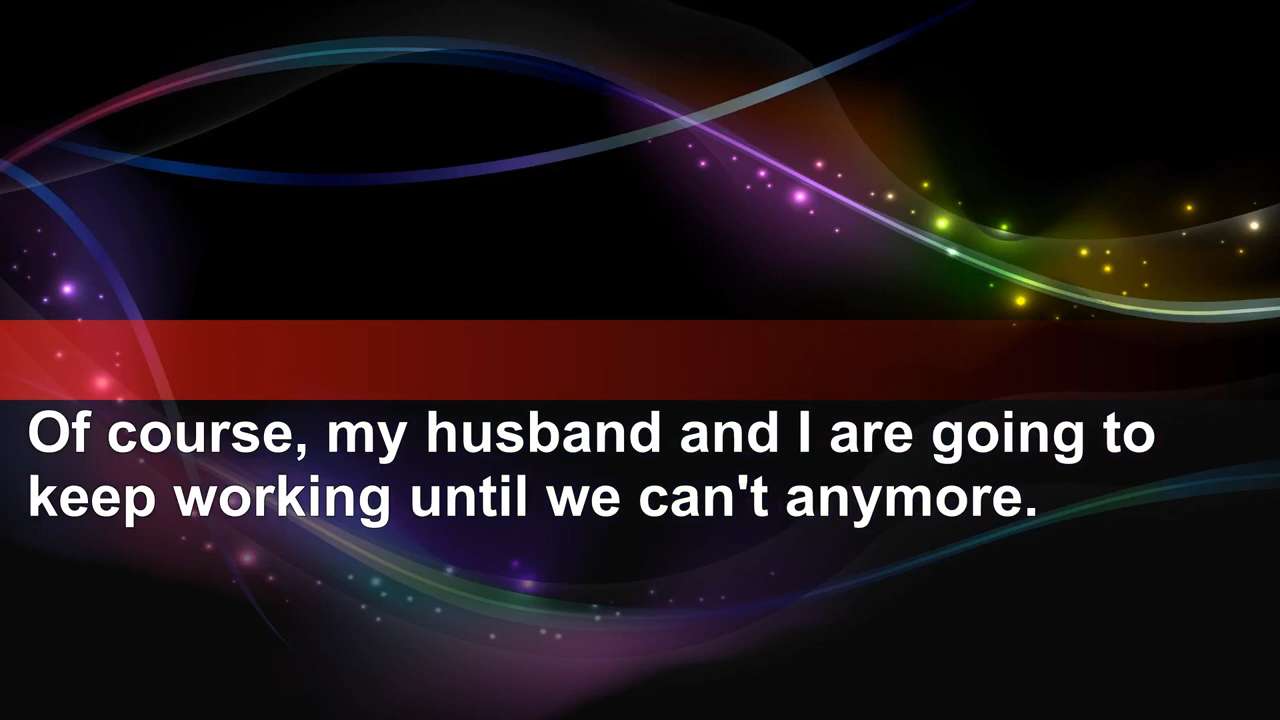 Of course, my husband and I are going to
keep working until we can't anymore.